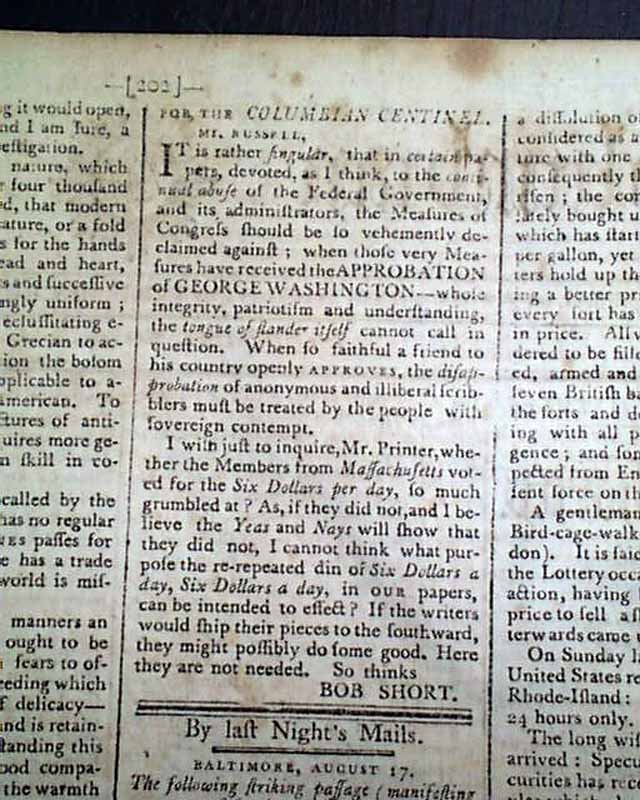 —[202]—
g it would open,
nd I am ſure, a
eſtigation.
nature, which
r four thouſand
ed, that modern
ature, or a fold
s for the hands
ead and heart,
s and ſucceſſive
ngly uniform ;
ecluſſitating e-
Grecian to ac-
tion the boſom
pplicable to a-
American. To
ctures of anti-
uires more ge-
n ſkill in co-
called by the
has no regular
paſſes for
e has a trade
world is miſ-
manners an
ought to be
ſears to of-
eeding which
f delicacy—
and is retain-
ſtanding this
ood compa-
the warmth
FOR, THE COLUMBIAN CENTINEL.
Mr. RUSSELL,
IT is rather ſingular, that in certain pa-
pers, devoted, as I think, to the conti-
nual abuſe of the Federal Government,
and its adminiſtrators, the Meaſures of
Congreſs ſhould be ſo vehemently de-
claimed againſt ; when thoſe very Mea-
ſures have received the APPROBATION
of GEORGE WASHINGTON—whoſe
integrity, patriotiſm and underſtanding,
the tongue of ſlander itſelf cannot call in
queſtion. When ſo faithful a friend to
his country openly APPROVES, the diſap-
probation of anonymous and illiberal ſcrib-
blers muſt be treated by the people with
ſovereign contempt.
I wiſh juſt to inquire, Mr. Printer, whe-
ther the Members from Maſſachuſetts vot-
ed for the Six Dollars per day, ſo much
grumbled at ? As, if they did not, and I be-
lieve the Yeas and Nays will ſhow that
they did not, I cannot think what pur-
poſe the re-repeated din of Six Dollars a
day, Six Dollars a day, in OUR papers,
can be intended to effect ? If the writers
would ſhip their pieces to the ſouthward,
they might poſſibly do ſome good. Here
they are not needed. So thinks
BOB SHORT.
By laſt Night's Mails.
BALTIMORE, AUGUST 17.
The following ſtriking paſſage (manifeſting
a diſſolution o
conſidered as a
ture with one
conſequently th
riſen ; the con
lately bought u
which has ſtart
per gallon, yet
ters hold up th
ing a better pr
every ſort has
in price. All v
dered to be fille
ed, armed and
ſeven Britiſh ba
the forts and d
ing with all p
gence ; and ſon
pected from En
ſent force on th
A gentleman
Bird-cage-walk
don). It is ſaid
the Lottery occ
action, having
price to ſell a ſ
terwards came
On Sunday l
United States re
Rhode-Iſland :
24 hours only.
The long wiſ
arrived : Specu
curities has rece